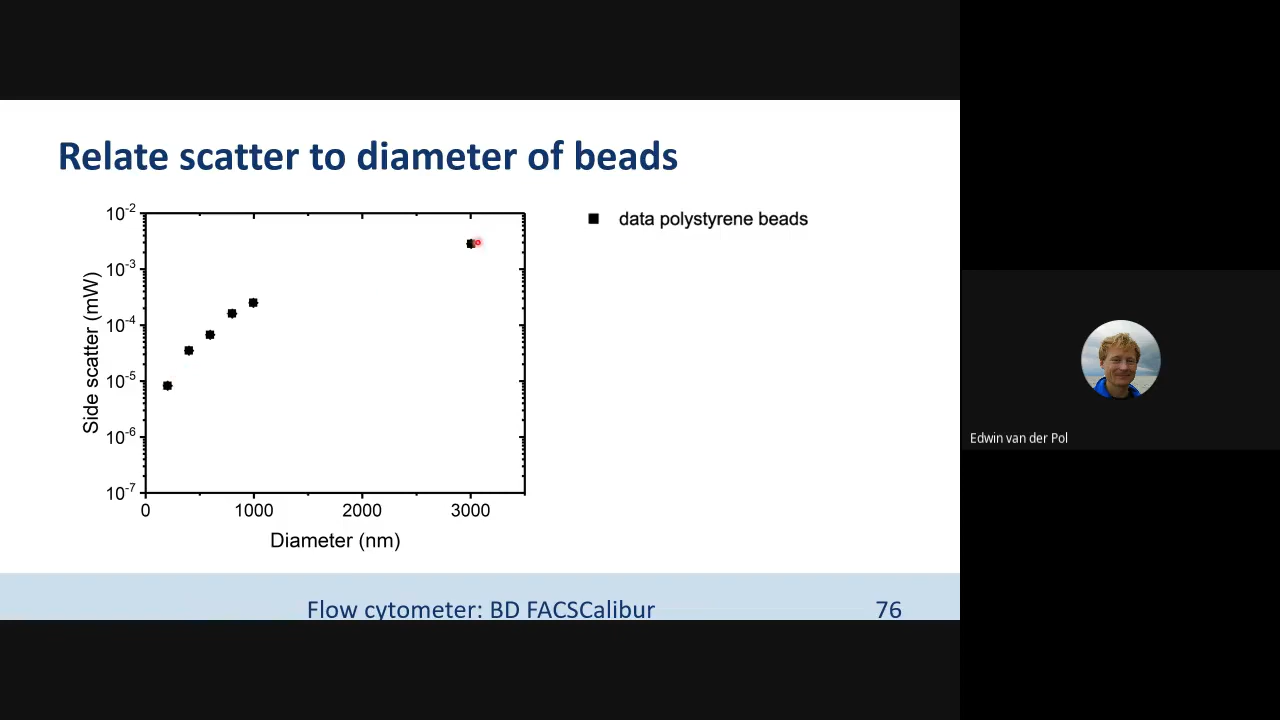 Relate scatter to diameter of beads
data polystyrene beads
10-2
10-3
10-4
10-5
10-6
10-7
Side scatter (mW)
0 1000 2000 3000
Diameter (nm)
Flow cytometer: BD FACSCalibur 76
Edwin van der Pol